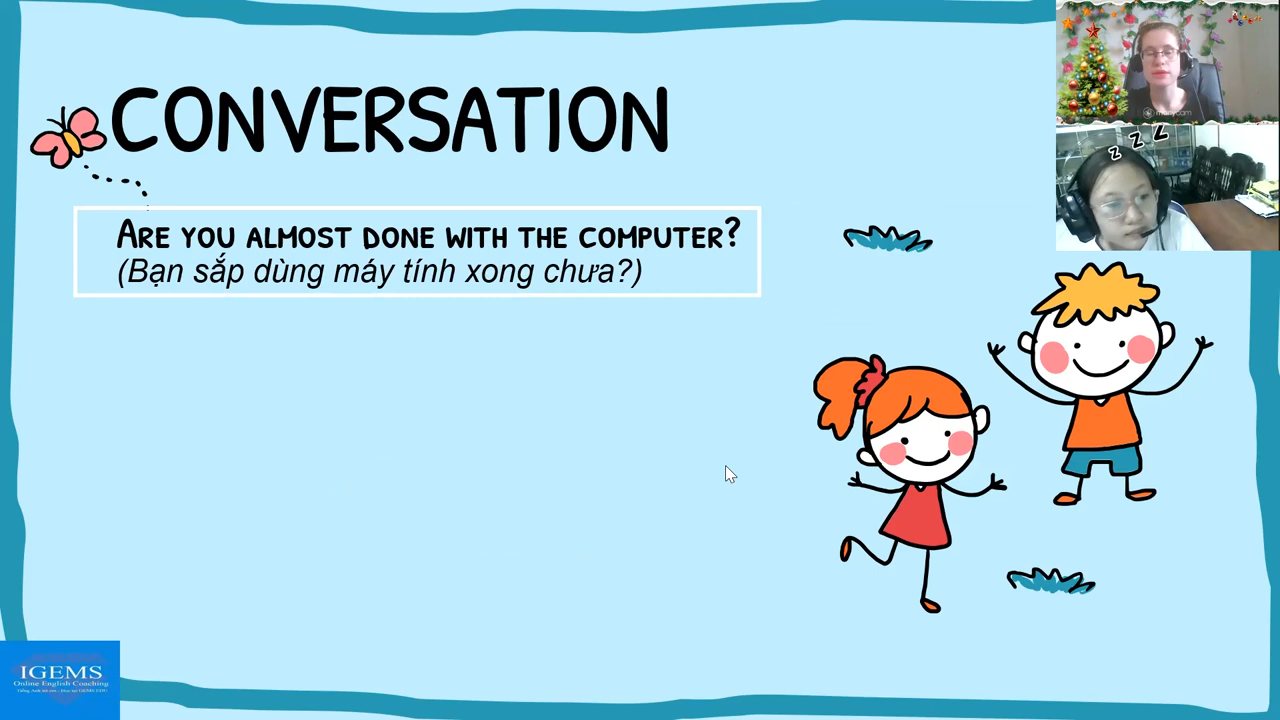 CONVERSATION
ARE YOU ALMOST DONE WITH THE COMPUTER?
(Bạn sắp dùng máy tính xong chưa?)
z z Z
manycam
IGEMS
Online English Coaching